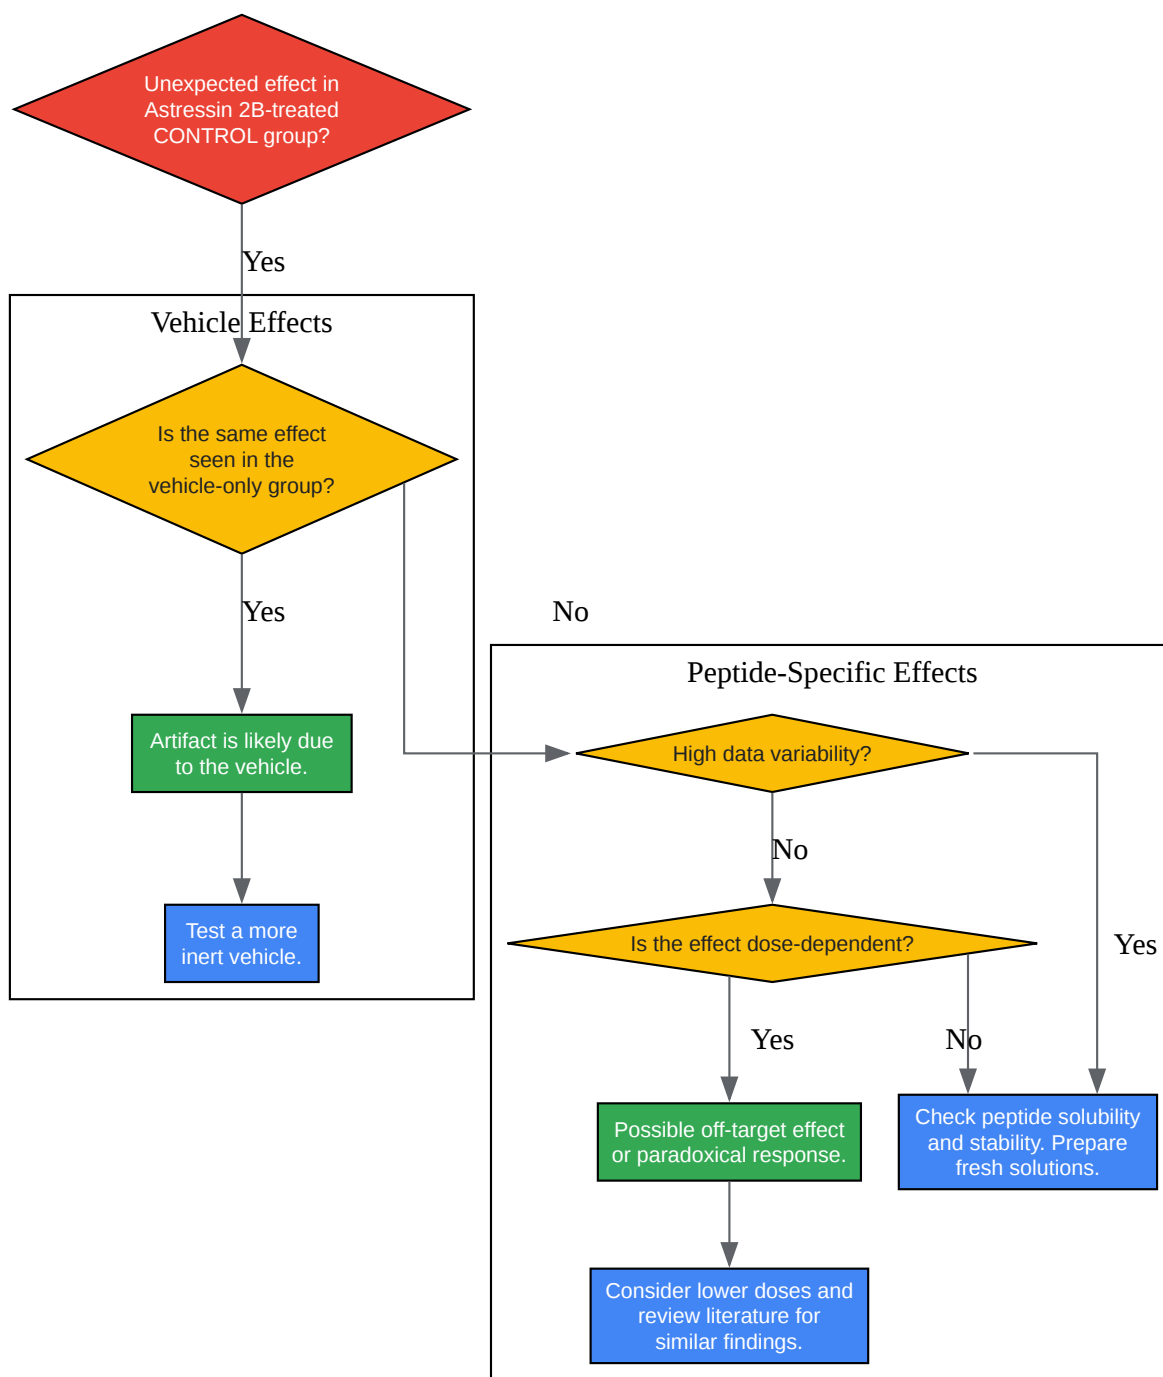 Unexpected effect in
Astressin 2B-treated
CONTROL group?
Yes
Vehicle Effects
Is the same effect
seen in the
vehicle-only group?
Yes
No
Artifact is likely due
to the vehicle.
Test a more
inert vehicle.
Peptide-Specific Effects
High data variability?
No
Is the effect dose-dependent?
Yes
Yes
No
Possible off-target effect
or paradoxical response.
Check peptide solubility
and stability. Prepare
fresh solutions.
Consider lower doses and
review literature for
similar findings.